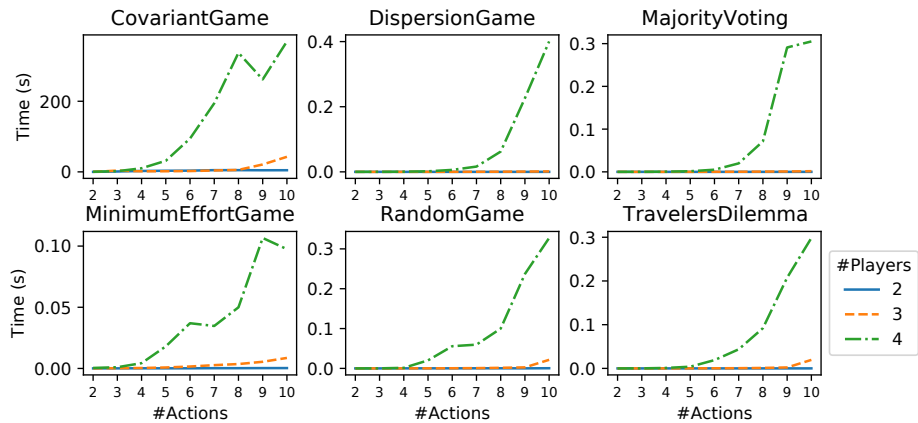 CovariantGame
DispersionGame
MajorityVoting
Time (s)
200
0
2 3 4 5 6 7 8 9 10
0.4
0.2
0.0
2 3 4 5 6 7 8 9 10
0.3
0.2
0.1
0.0
2 3 4 5 6 7 8 9 10
MinimumEffortGame
RandomGame
TravelersDilemma
Time (s)
0.10
0.05
0.00
2 3 4 5 6 7 8 9 10
#Actions
0.3
0.2
0.1
0.0
2 3 4 5 6 7 8 9 10
#Actions
0.3
0.2
0.1
0.0
2 3 4 5 6 7 8 9 10
#Actions
#Players
2
3
4